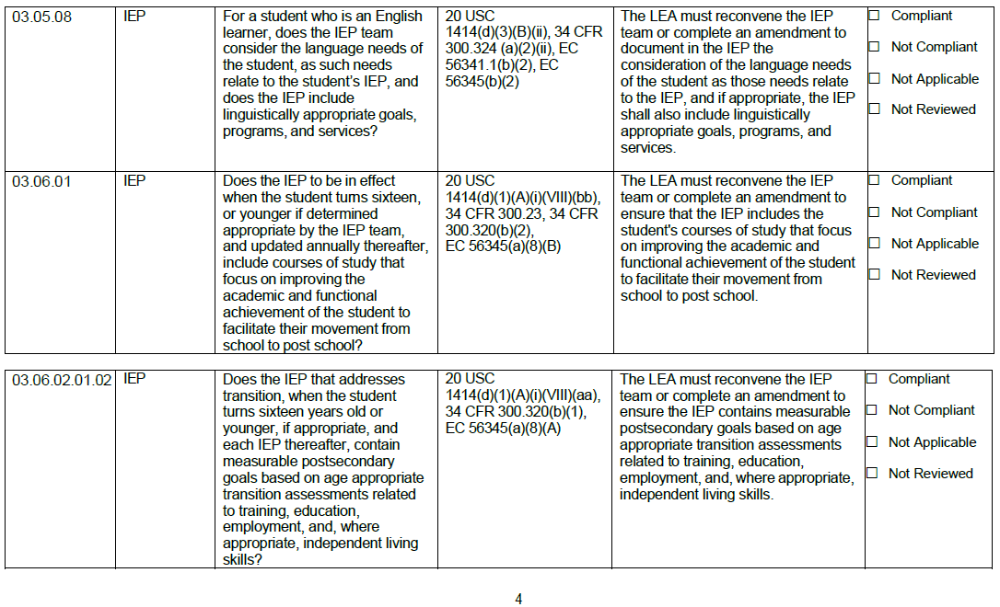 03.05.08
IEP
For a student who is an English
learner, does the IEP team
consider the language needs of
the student, as such needs
relate to the student's IEP, and
does the IEP include
linguistically appropriate goals,
programs, and services?
20 USC
1414(d)(3)(B)(ii), 34 CFR
300.324 (a)(2)(ii), EC
56341.1(b)(2), EC
56345(b)(2)
The LEA must reconvene the IEP
team or complete an amendment to
document in the IEP the
consideration of the language needs
of the student as those needs relate
to the IEP, and if appropriate, the IEP
shall also include linguistically
appropriate goals, programs, and
services.
☐ Compliant
☐ Not Compliant
☐ Not Applicable
☐ Not Reviewed
03.06.01
IEP
Does the IEP to be in effect
when the student turns sixteen,
or younger if determined
appropriate by the IEP team,
and updated annually thereafter,
include courses of study that
focus on improving the
academic and functional
achievement of the student to
facilitate their movement from
school to post school?
20 USC
1414(d)(1)(A)(i)(VIII)(bb),
34 CFR 300.23, 34 CFR
300.320(b)(2),
EC 56345(a)(8)(B)
The LEA must reconvene the IEP
team or complete an amendment to
ensure that the IEP includes the
student's courses of study that focus
on improving the academic and
functional achievement of the student
to facilitate their movement from
school to post school.
☐ Compliant
☐ Not Compliant
☐ Not Applicable
☐ Not Reviewed
03.06.02.01.02
IEP
Does the IEP that addresses
transition, when the student
turns sixteen years old or
younger, if appropriate, and
each IEP thereafter, contain
measurable postsecondary
goals based on age appropriate
transition assessments related
to training, education,
employment, and, where
appropriate, independent living
skills?
20 USC
1414(d)(1)(A)(i)(VIII)(aa),
34 CFR 300.320(b)(1),
EC 56345(a)(8)(A)
The LEA must reconvene the IEP
team or complete an amendment to
ensure the IEP contains measurable
postsecondary goals based on age
appropriate transition assessments
related to training, education,
employment, and, where appropriate,
independent living skills.
☐ Compliant
☐ Not Compliant
☐ Not Applicable
☐ Not Reviewed
4